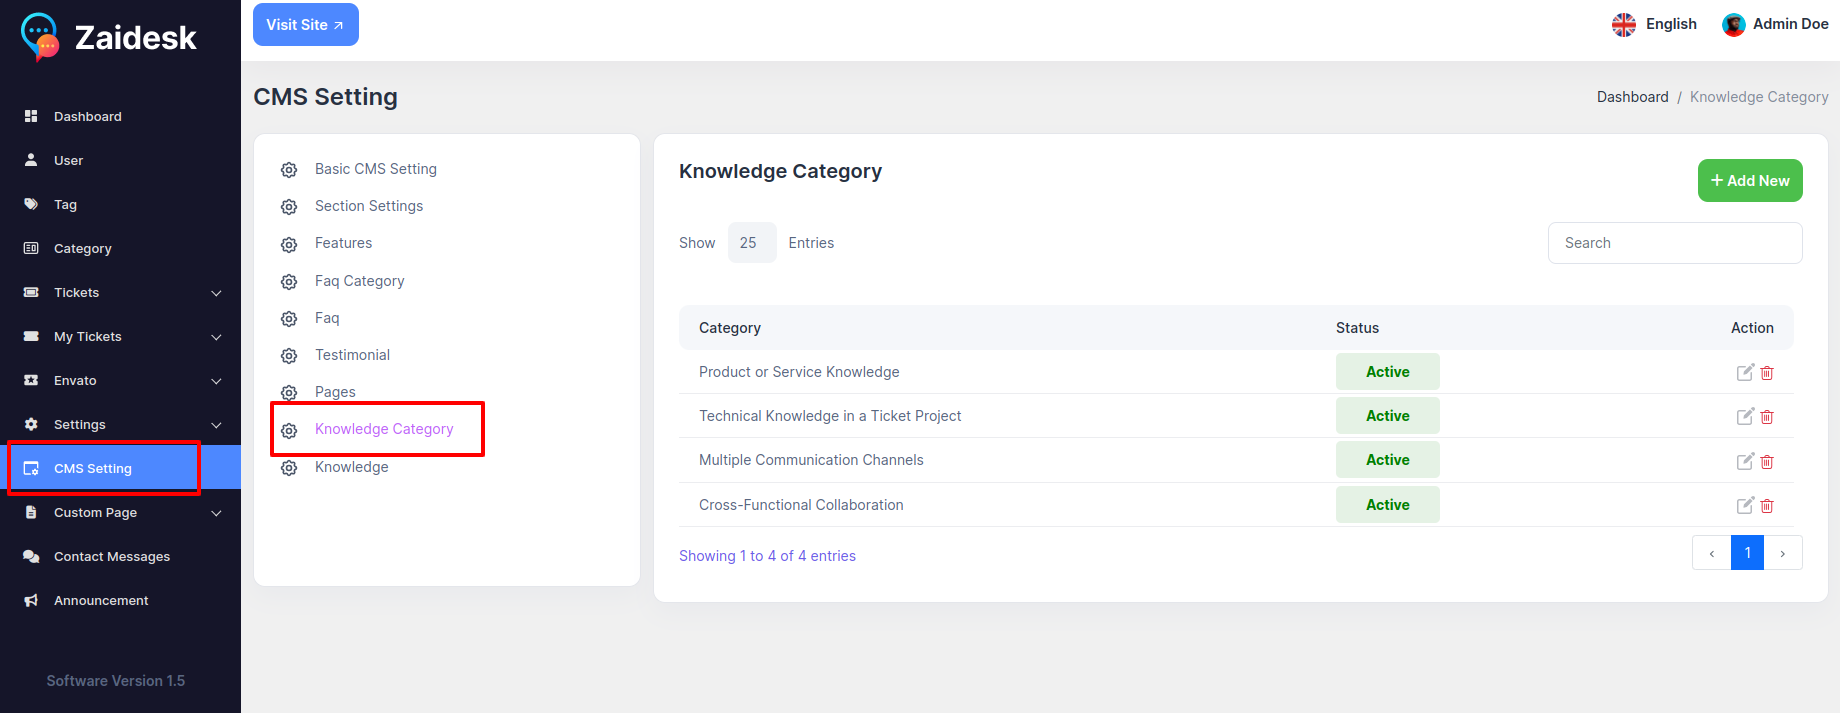 Zaidesk
Dashboard
User
Tag
Category
Tickets
My Tickets
Envato
Settings
CMS Setting
Custom Page
Contact Messages
Announcement
Software Version 1.5
Visit Site
English
Admin Doe
CMS Setting
Dashboard / Knowledge Category
Basic CMS Setting
Section Settings
Features
Faq Category
Faq
Testimonial
Pages
Knowledge Category
Knowledge
Knowledge Category
+ Add New
Show 25 Entries
Search
Category Status Action
Product or Service Knowledge Active
Technical Knowledge in a Ticket Project Active
Multiple Communication Channels Active
Cross-Functional Collaboration Active
Showing 1 to 4 of 4 entries
‹ 1 ›